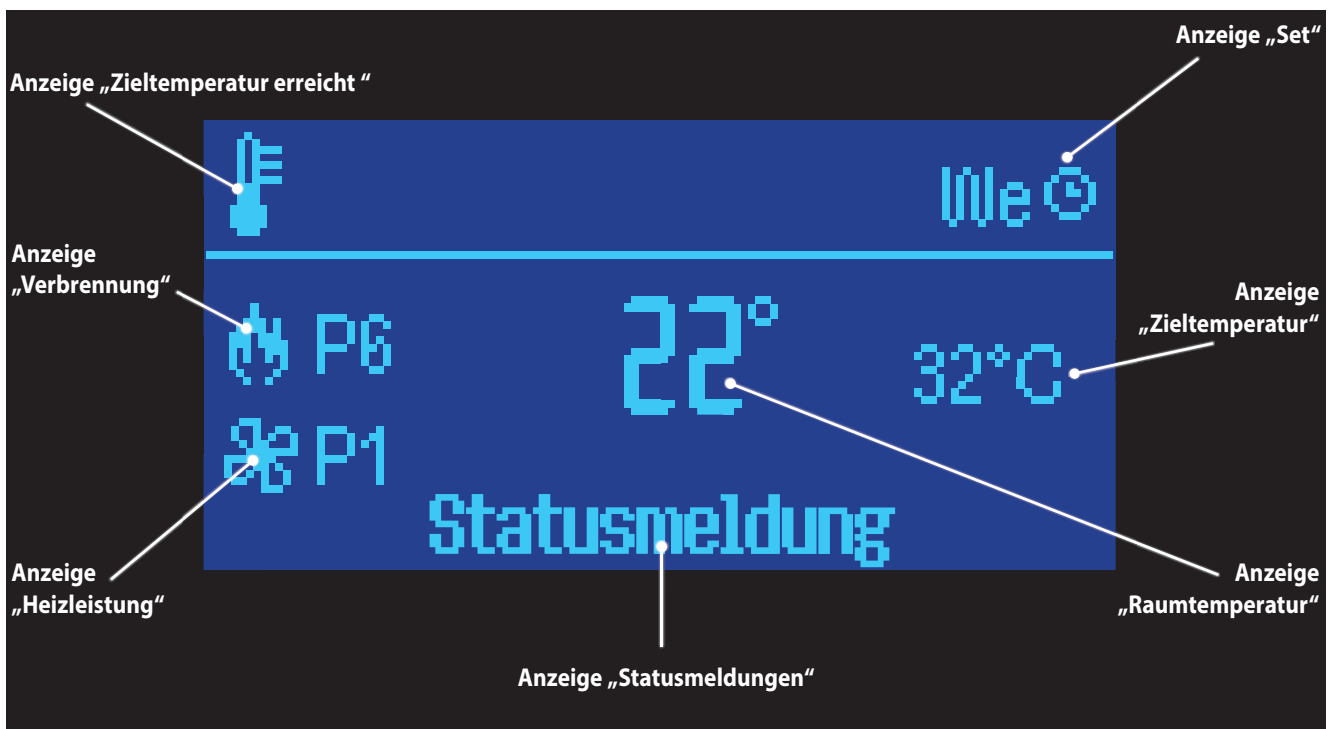 Anzeige „Set“
Anzeige „Zieltemperatur erreicht “
We
Anzeige
„Verbrennung“
Anzeige
„Zieltemperatur“
P6
22°
32°C
P1
Statusmeldung
Anzeige
„Heizleistung“
Anzeige
„Raumtemperatur“
Anzeige „Statusmeldungen“